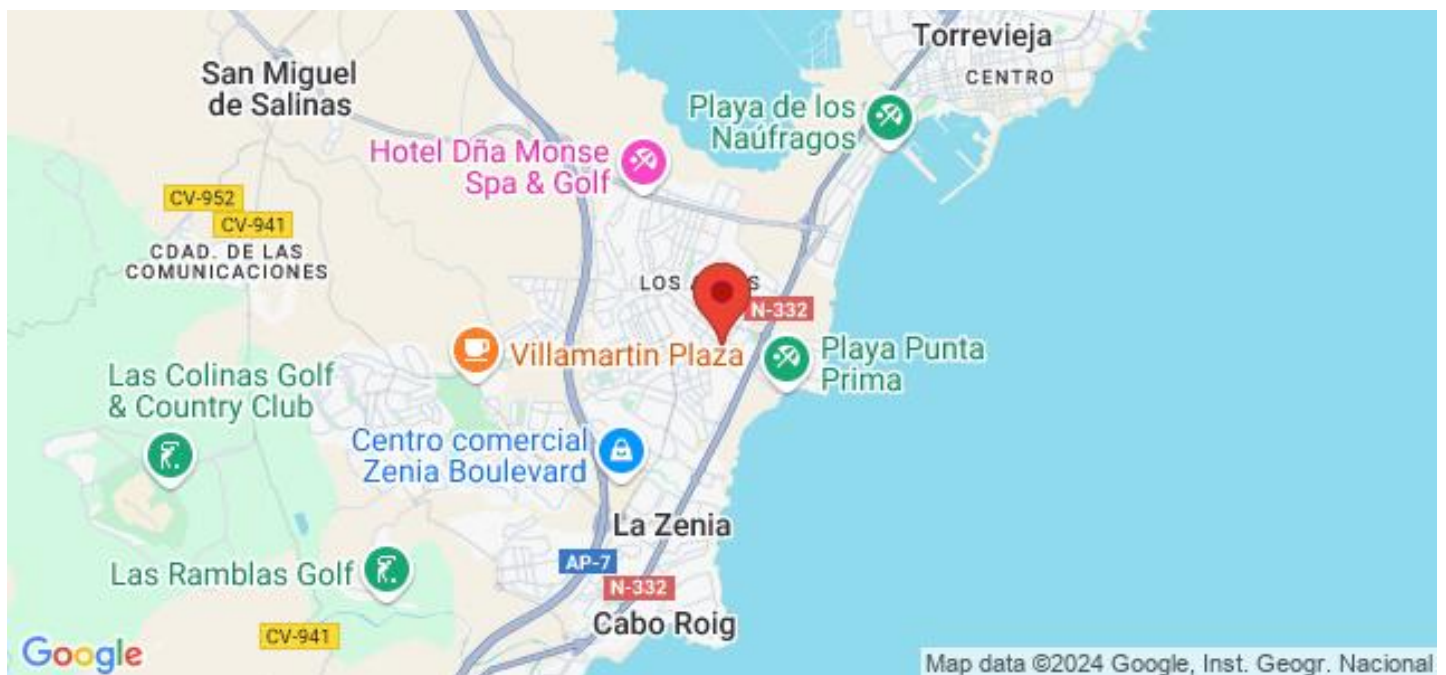 Torrevieja
CENTRO
San Miguel
de Salinas
Playa de los
Naúfragos
Hotel Dña Monse
Spa & Golf
CV-952
CV-941
CDAD. DE LAS
COMUNICACIONES
LOS
N-332
Villamartin Plaza
Playa Punta
Prima
Las Colinas Golf
& Country Club
Centro comercial
Zenia Boulevard
La Zenia
AP-7
Las Ramblas Golf
N-332
Cabo Roig
CV-941
Google
Map data ©2024 Google, Inst. Geogr. Nacional